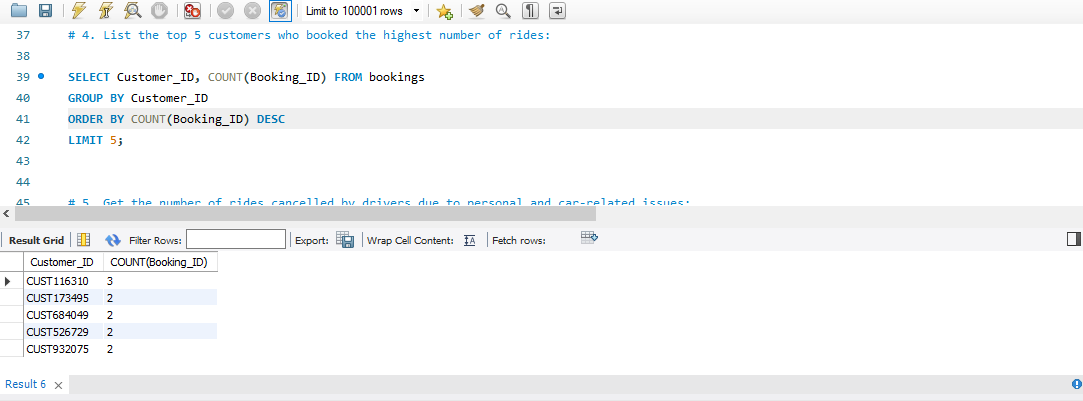 Limit to 100001 rows
37 # 4. List the top 5 customers who booked the highest number of rides:
38
39 SELECT Customer_ID, COUNT(Booking_ID) FROM bookings
40 GROUP BY Customer_ID
41 ORDER BY COUNT(Booking_ID) DESC
42 LIMIT 5;
43
44
45 # 5. Get the number of rides cancelled by drivers due to personal and car-related issues:
Result Grid Filter Rows: Export: Wrap Cell Content: IA Fetch rows:
Customer_ID COUNT(Booking_ID)
CUST116310 3
CUST173495 2
CUST684049 2
CUST526729 2
CUST932075 2
Result 6